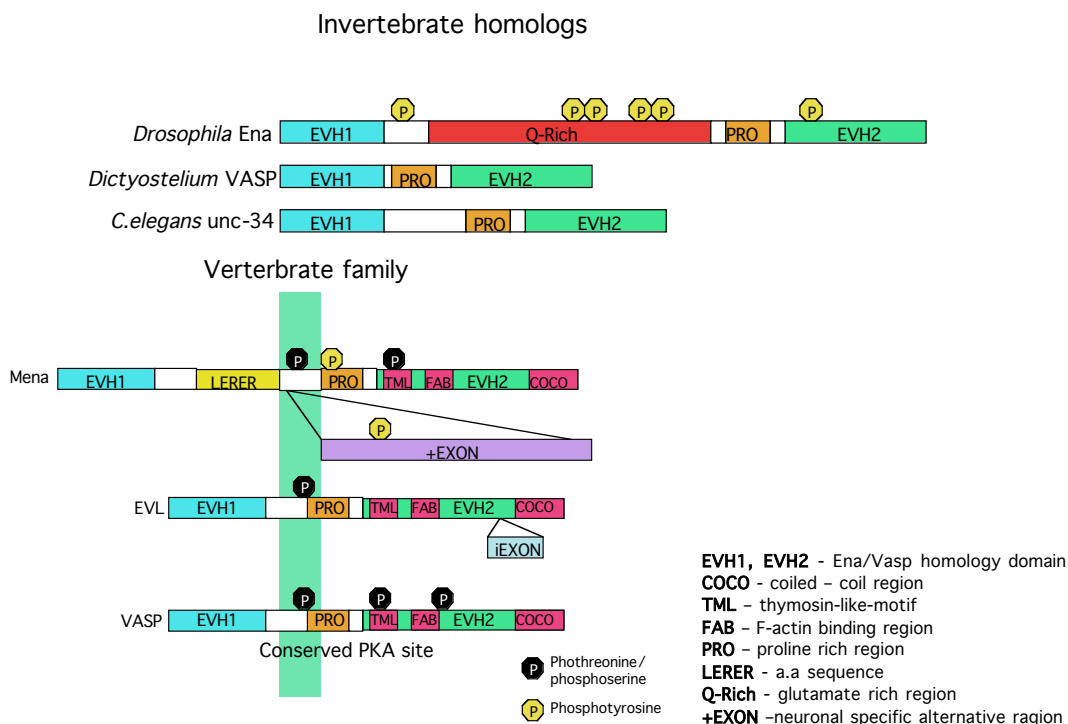 Invertebrate homologs
P P P P P P
Drosophila Ena EVH1 Q-Rich PRO EVH2
Dictyostelium VASP EVH1 PRO EVH2
C.elegans unc-34 EVH1 PRO EVH2
Verterbrate family
P P P
Mena EVH1 LERER PRO TML FAB EVH2 COCO
P
+EXON
P
EVL EVH1 PRO TML FAB EVH2 COCO
iEXON
P P P
VASP EVH1 PRO TML FAB EVH2 COCO
Conserved PKA site
P Phothreonine/
phosphoserine
P Phosphotyrosine
EVH1, EVH2 - Ena/Vasp homology domain
COCO - coiled – coil region
TML – thymosin-like-motif
FAB – F-actin binding region
PRO – proline rich region
LERER - a.a sequence
Q-Rich - glutamate rich region
+EXON –neuronal specific alternative ragion